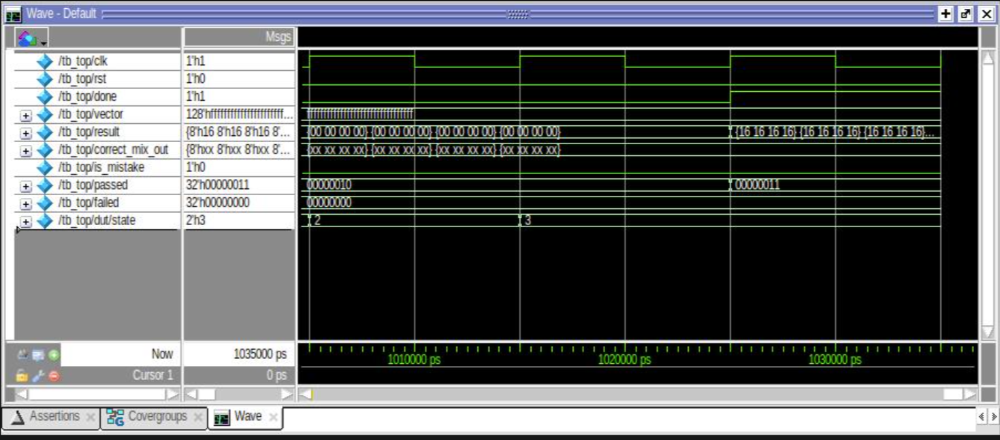 Wave - Default
Msgs
/tb_top/clk 1'h1
/tb_top/rst 1'h0
/tb_top/done 1'h1
/tb_top/vector 128'hffffffffffffffffffffff... ffffffffffffffffffffffffffffffff
/tb_top/result {8'h16 8'h16 8'h16 8'... {00 00 00 00} {00 00 00 00} {00 00 00 00} {00 00 00 00} {16 16 16 16} {16 16 16 16} {16 16 16 16}...
/tb_top/correct_mix_out {8'hxx 8'hxx 8'hxx 8'... {xx xx xx xx} {xx xx xx xx} {xx xx xx xx} {xx xx xx xx}
/tb_top/is_mistake 1'h0
/tb_top/passed 32'h00000011 00000010 00000011
/tb_top/failed 32'h00000000 00000000
/tb_top/dut/state 2'h3 2 3
Now 1035000 ps 1010000 ps 1020000 ps 1030000 ps
Cursor 1 0 ps
Assertions Covergroups Wave